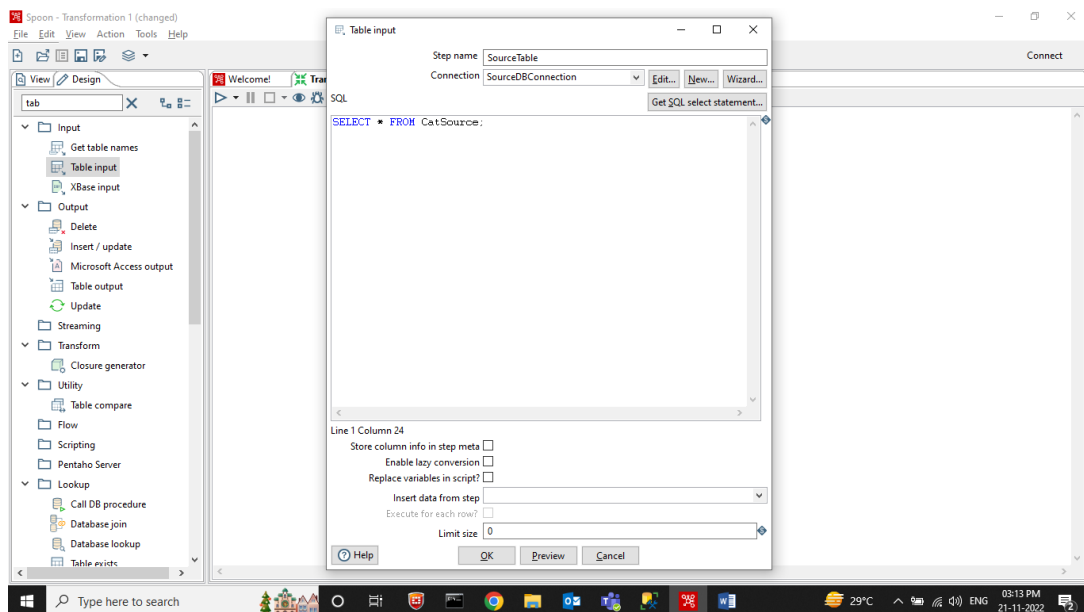 Spoon - Transformation 1 (changed)
File Edit View Action Tools Help
Connect
View Design
Welcome! Tra
tab
Input
Get table names
Table input
XBase input
Output
Delete
Insert / update
Microsoft Access output
Table output
Update
Streaming
Transform
Closure generator
Utility
Table compare
Flow
Scripting
Pentaho Server
Lookup
Call DB procedure
Database join
Database lookup
Table exists
Table input
Step name SourceTable
Connection SourceDBConnection Edit... New... Wizard...
SQL Get SQL select statement...
SELECT * FROM CatSource;
Line 1 Column 24
Store column info in step meta
Enable lazy conversion
Replace variables in script?
Insert data from step
Execute for each row?
Limit size 0
Help OK Preview Cancel
Type here to search
29°C ENG 03:13 PM
21-11-2022